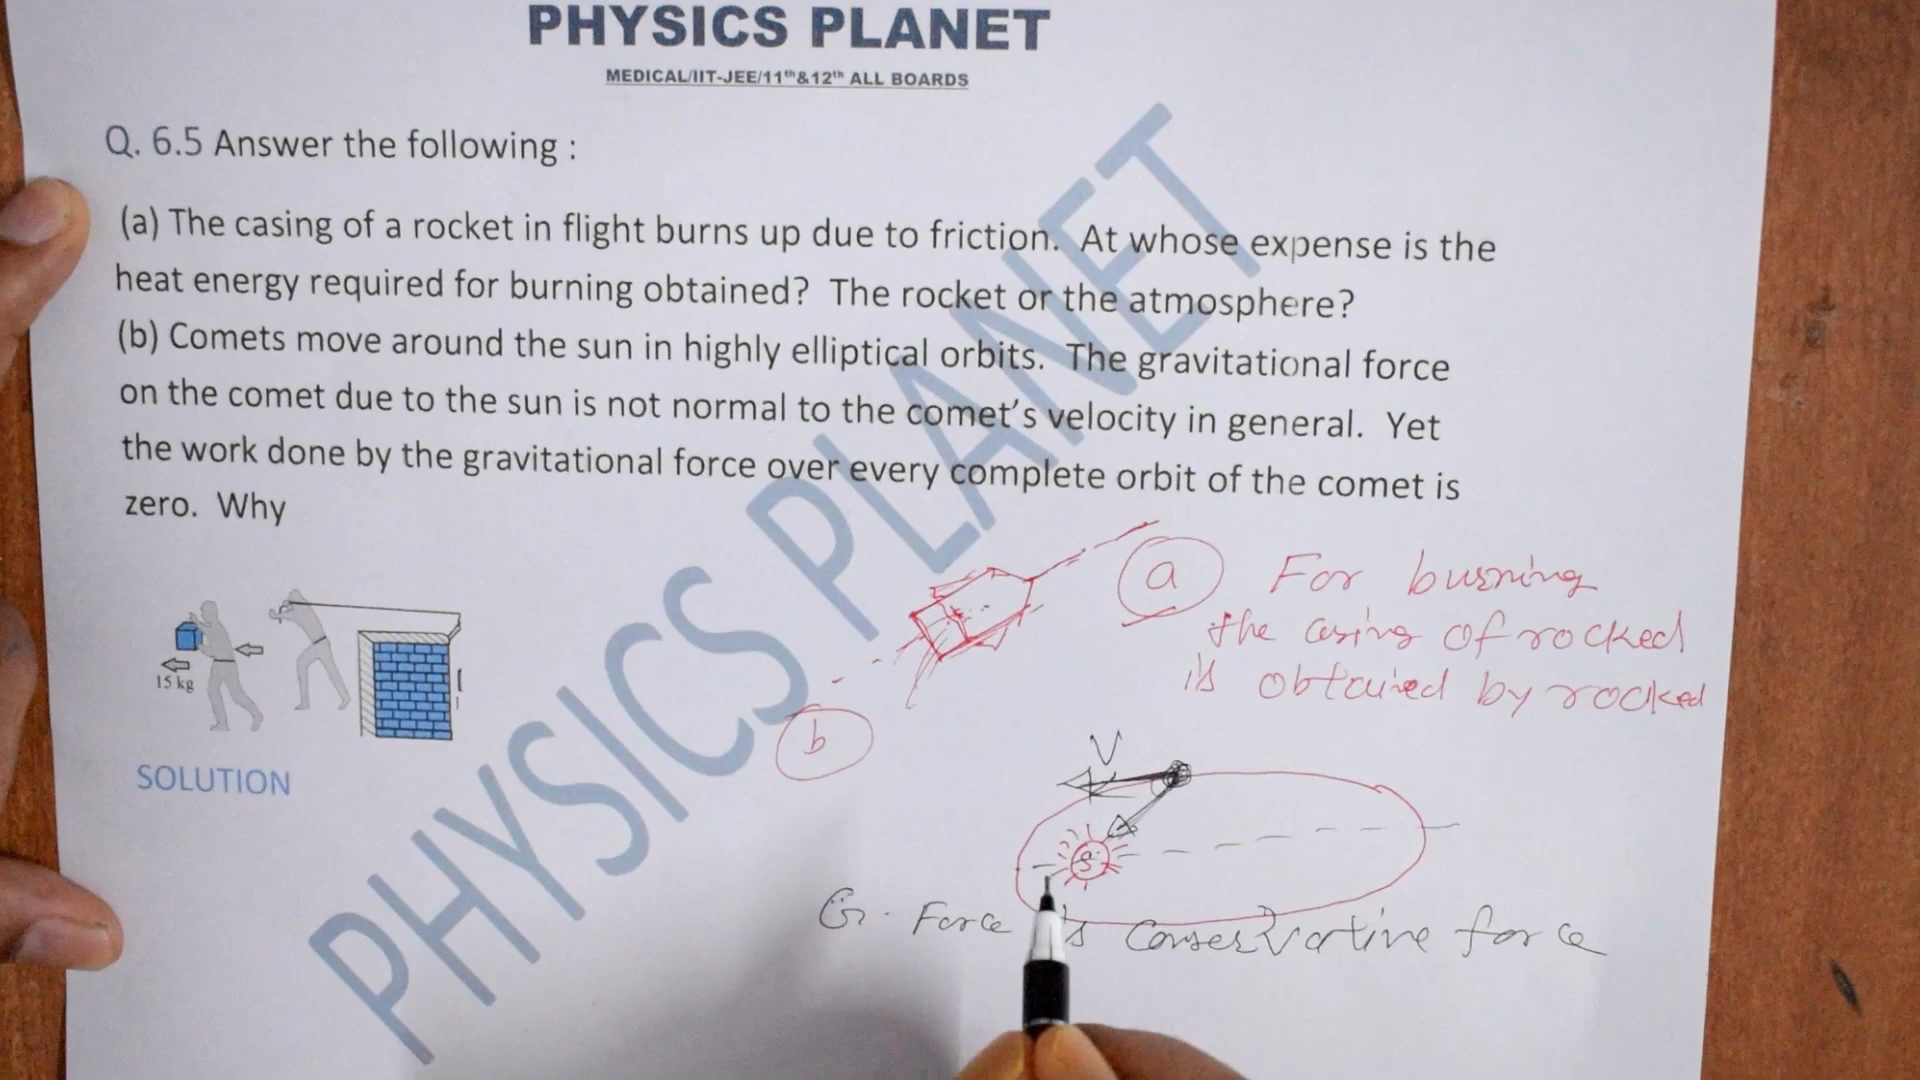 PHYSICS PLANET
MEDICAL/IIT-JEE/11th&12th ALL BOARDS
Q. 6.5 Answer the following :
(a) The casing of a rocket in flight burns up due to friction. At whose expense is the
heat energy required for burning obtained? The rocket or the atmosphere?
(b) Comets move around the sun in highly elliptical orbits. The gravitational force
on the comet due to the sun is not normal to the comet's velocity in general. Yet
the work done by the gravitational force over every complete orbit of the comet is
zero. Why
a For burning
the casing of rocked
is obtained by rocked
15 kg
b
V
SOLUTION
S
G. Force is conservative force
PHYSICS PLANET